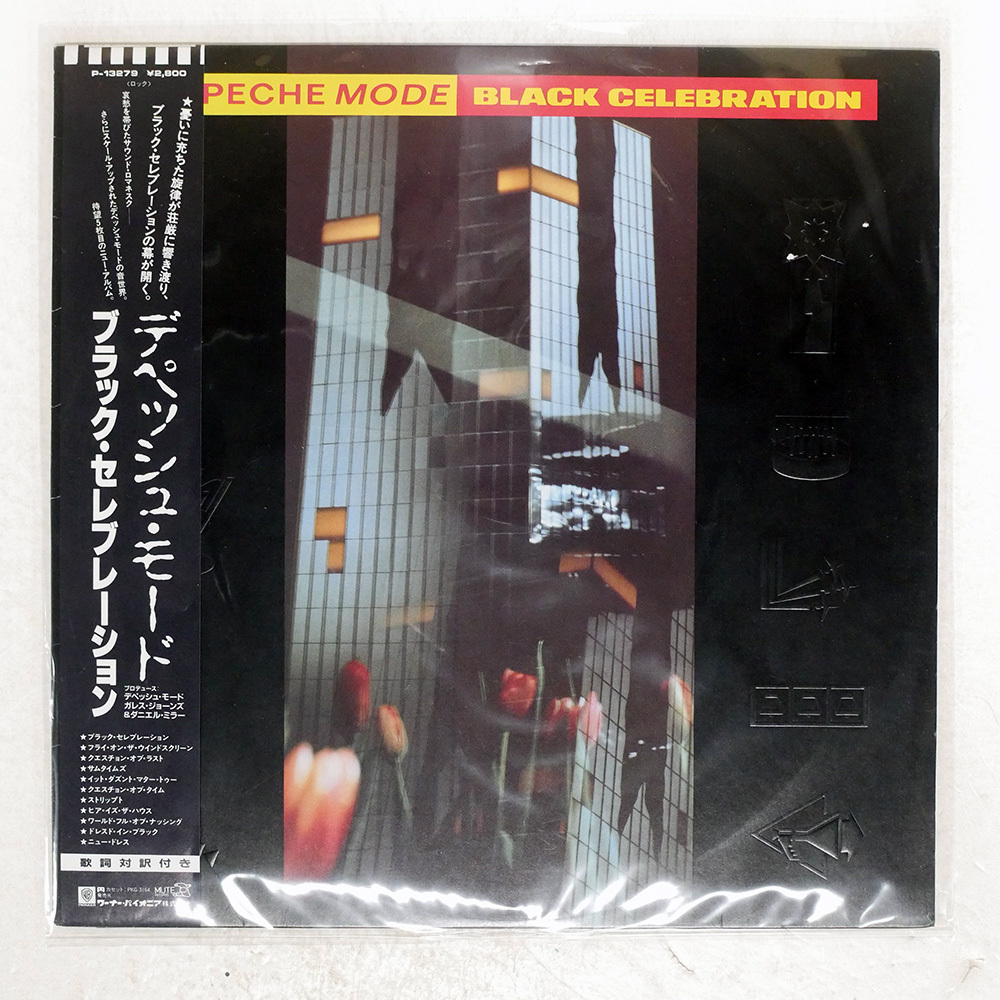 P-13279 ¥2,800
〈ロック〉
PECHE MODE BLACK CELEBRATION
★憂いに充ちた旋律が荘厳に響き渡り、
ブラック・セレブレーションの幕が開く。
哀愁を帯びたサウンド・ロマネスク——
さらにスケール・アップされたデペッシュ・モードの音世界。
待望5枚目のニュー・アルバム。
デペッシュ・モード
ブラック・セレブレーション
プロデュース:
デペッシュ・モード
ガレス・ジョーンズ
&ダニエル・ミラー
★ブラック・セレブレーション
★フライ・オン・ザ・ウインドスクリーン
★クエスチョン・オブ・ラスト
★サムタイムズ
★イット・ダズント・マター・トゥー
★クエスチョン・オブ・タイム
★ストリップト
★ヒア・イズ・ザ・ハウス
★ワールド・フル・オブ・ナッシング
★ドレスド・イン・ブラック
★ニュー・ドレス
歌詞対訳付き
カセット:PKG-3164 MUTE
発売元
ワーナー・パイオニア株式